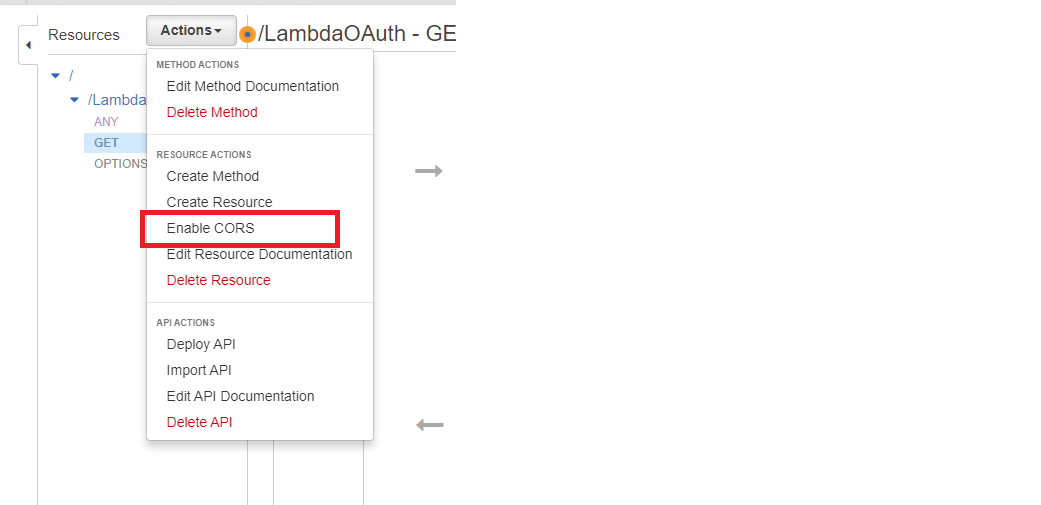 Resources
Actions
/LambdaOAuth - GE
/
/Lambda
ANY
GET
OPTIONS
METHOD ACTIONS
Edit Method Documentation
Delete Method
RESOURCE ACTIONS
Create Method
Create Resource
Enable CORS
Edit Resource Documentation
Delete Resource
API ACTIONS
Deploy API
Import API
Edit API Documentation
Delete API